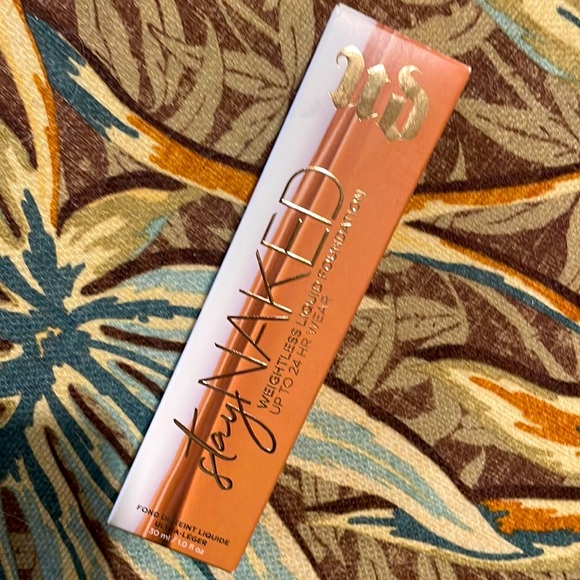 UD
stay NAKED
WEIGHTLESS LIQUID FOUNDATION
UP TO 24 HR WEAR
FOND DE TEINT LIQUIDE
ULTRA-LEGER
30 ml / 1.0 fl oz